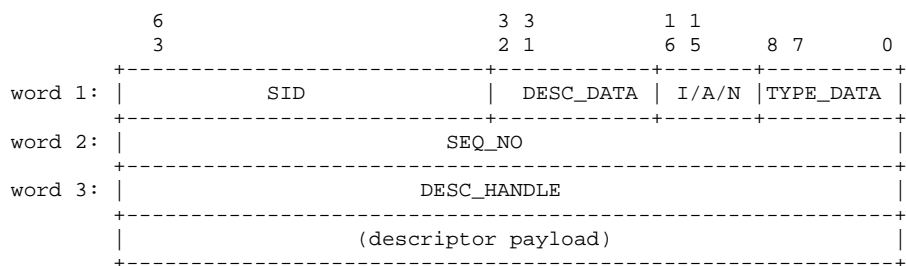 6 3 3 1 1
3 2 1 6 5 8 7 0
+------------------------------+-------------+--------+-----------+
word 1: | SID | DESC_DATA | I/A/N |TYPE_DATA |
+------------------------------+-------------+--------+-----------+
word 2: | SEQ_NO |
+-----------------------------------------------------------------+
word 3: | DESC_HANDLE |
+-----------------------------------------------------------------+
| (descriptor payload) |
+-----------------------------------------------------------------+